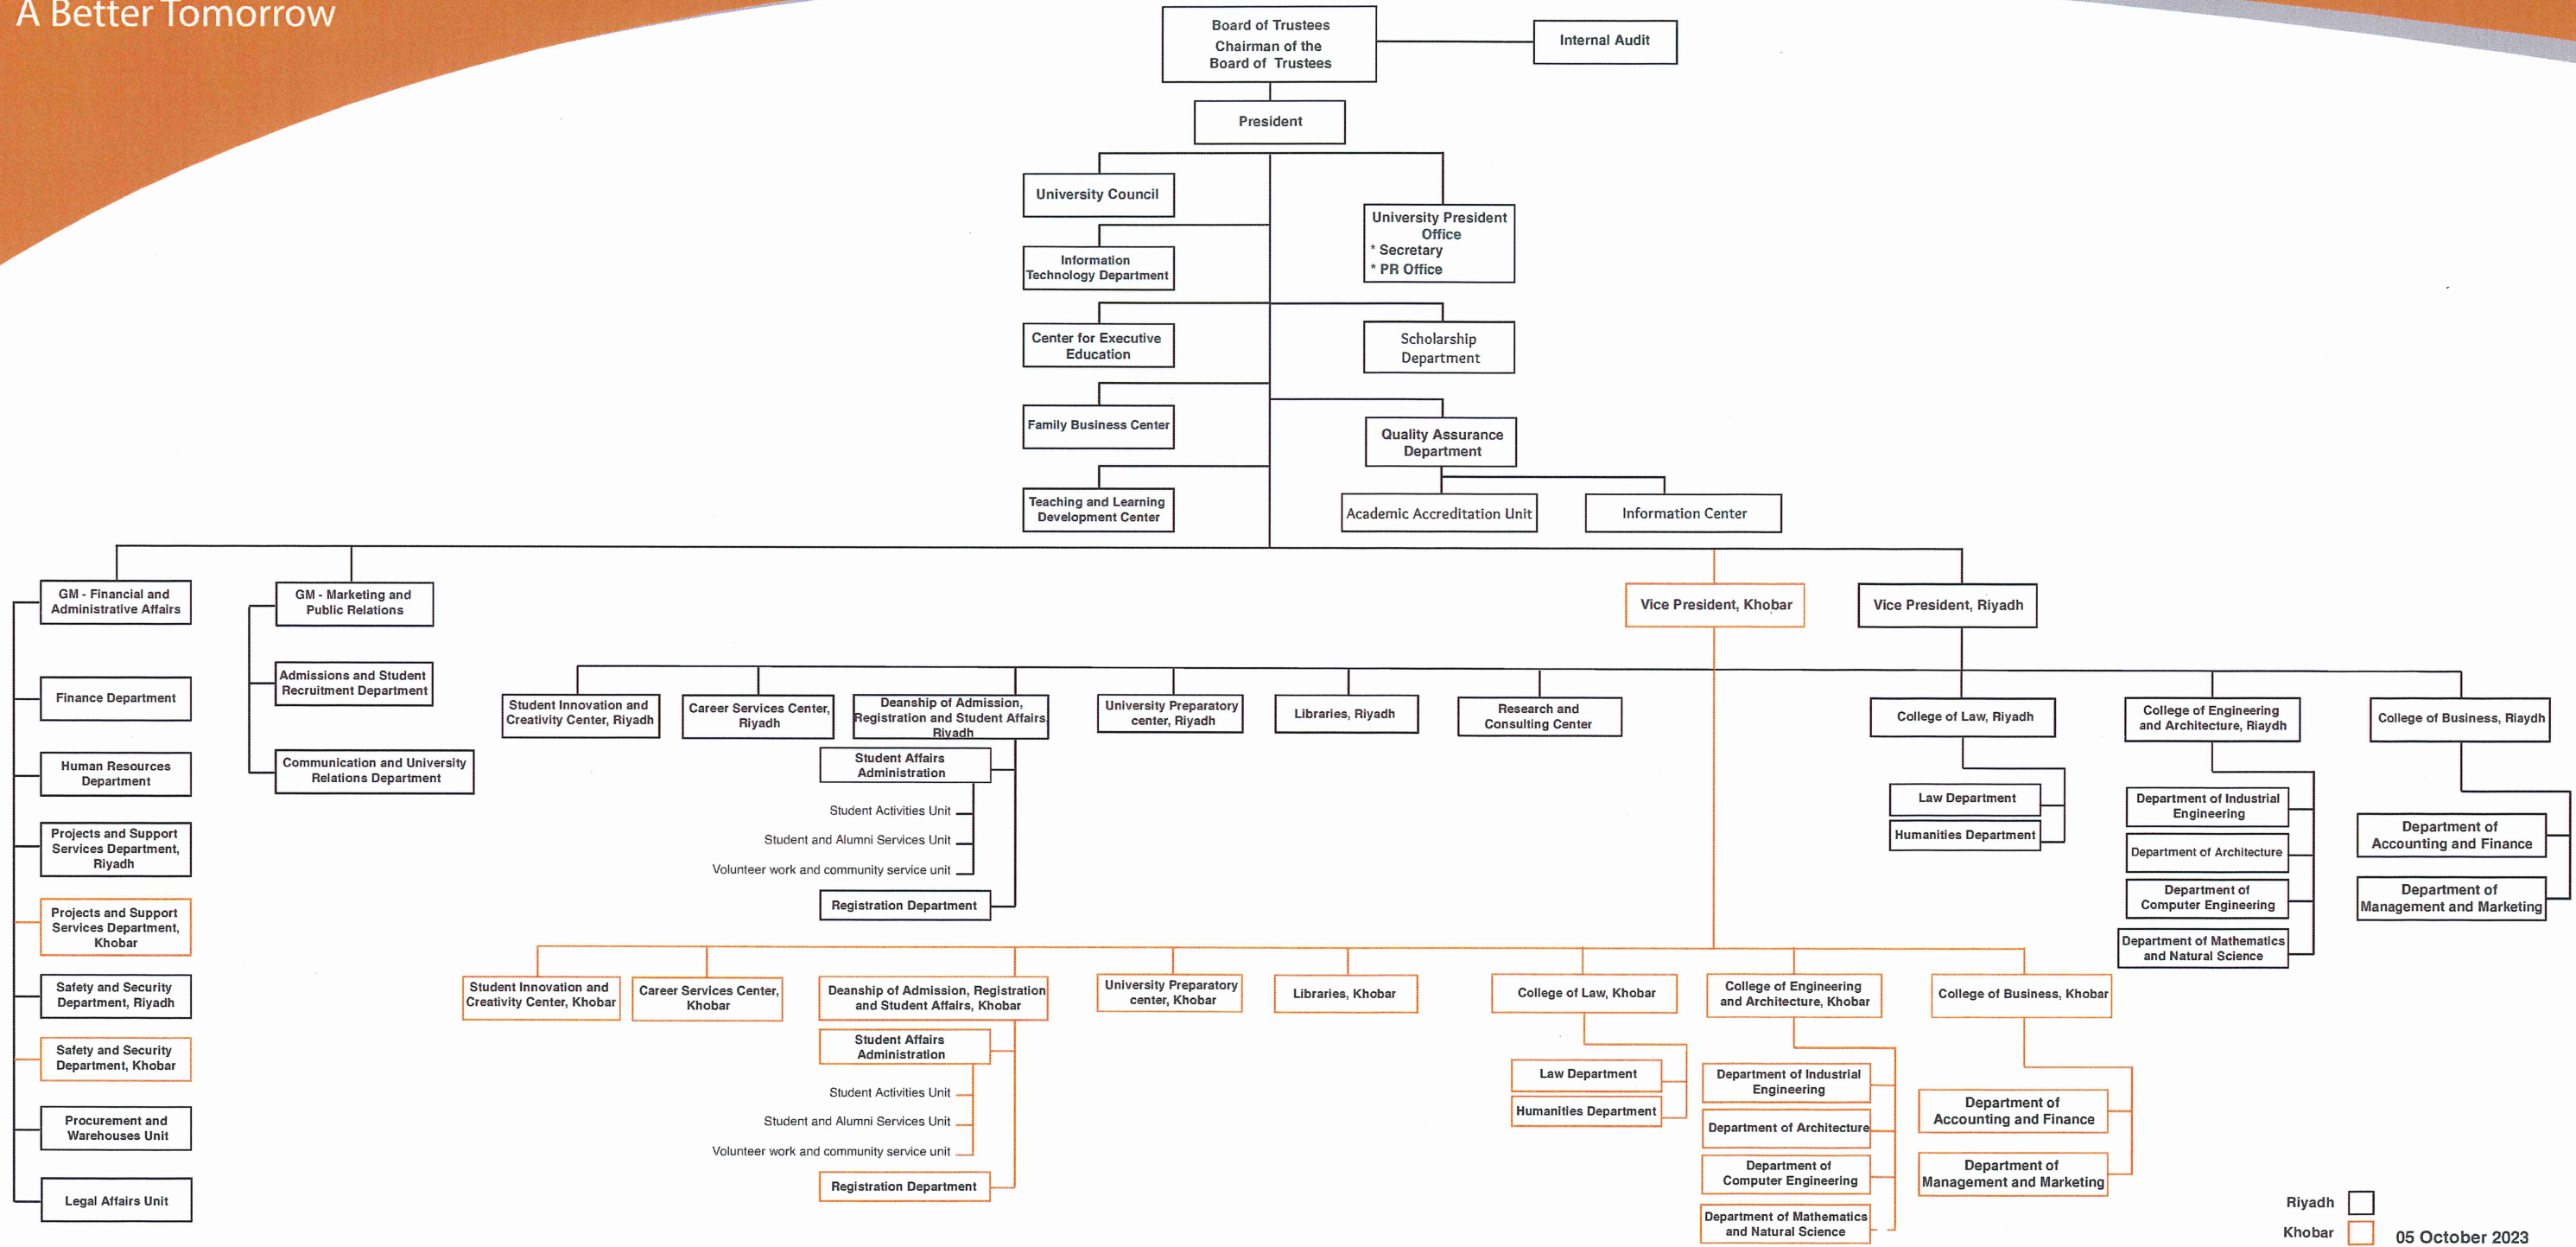 A Better Tomorrow
Board of Trustees
Chairman of the
Board of Trustees
Internal Audit
President
University Council
University President
Office
* Secretary
* PR Office
Information
Technology Department
Center for Executive
Education
Scholarship
Department
Family Business Center
Quality Assurance
Department
Teaching and Learning
Development Center
Academic Accreditation Unit
Information Center
GM - Financial and
Administrative Affairs
GM - Marketing and
Public Relations
Vice President, Khobar
Vice President, Riyadh
Finance Department
Human Resources
Department
Projects and Support
Services Department,
Riyadh
Projects and Support
Services Department,
Khobar
Safety and Security
Department, Riyadh
Safety and Security
Department, Khobar
Procurement and
Warehouses Unit
Legal Affairs Unit
Admissions and Student
Recruitment Department
Communication and University
Relations Department
Student Innovation and
Creativity Center, Riyadh
Career Services Center,
Riyadh
Deanship of Admission,
Registration and Student Affairs,
Riyadh
Student Affairs
Administration
Student Activities Unit
Student and Alumni Services Unit
Volunteer work and community service unit
Registration Department
University Preparatory
center, Riyadh
Libraries, Riyadh
Research and
Consulting Center
College of Law, Riyadh
Law Department
Humanities Department
College of Engineering
and Architecture, Riaydh
Department of Industrial
Engineering
Department of Architecture
Department of
Computer Engineering
Department of Mathematics
and Natural Science
College of Business, Riaydh
Department of
Accounting and Finance
Department of
Management and Marketing
Student Innovation and
Creativity Center, Khobar
Career Services Center,
Khobar
Deanship of Admission, Registration
and Student Affairs, Khobar
Student Affairs
Administration
Student Activities Unit
Student and Alumni Services Unit
Volunteer work and community service unit
Registration Department
University Preparatory
center, Khobar
Libraries, Khobar
College of Law, Khobar
Law Department
Humanities Department
College of Engineering
and Architecture, Khobar
Department of Industrial
Engineering
Department of Architecture
Department of
Computer Engineering
Department of Mathematics
and Natural Science
College of Business, Khobar
Department of
Accounting and Finance
Department of
Management and Marketing
Riyadh
Khobar
05 October 2023